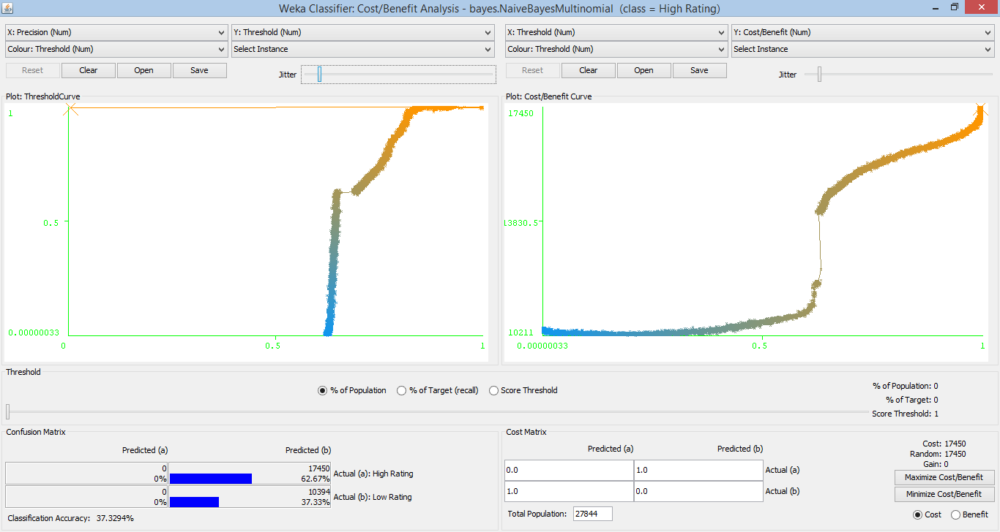 Weka Classifier: Cost/Benefit Analysis - bayes.NaiveBayesMultinomial (class = High Rating)
X: Precision (Num)
Y: Threshold (Num)
X: Threshold (Num)
Y: Cost/Benefit (Num)
Colour: Threshold (Num)
Select Instance
Colour: Threshold (Num)
Select Instance
Reset
Clear
Open
Save
Jitter
Reset
Clear
Open
Save
Jitter
Plot: ThresholdCurve
1
0.5
0.00000033
0
0.5
1
Plot: Cost/Benefit Curve
17450
13830.5
10211
0.00000033
0.5
1
Threshold
% of Population
% of Target (recall)
Score Threshold
% of Population: 0
% of Target: 0
Score Threshold: 1
Confusion Matrix
Predicted (a)
Predicted (b)
0
0%
17450
62.67%
Actual (a): High Rating
0
0%
10394
37.33%
Actual (b): Low Rating
Classification Accuracy: 37.3294%
Cost Matrix
Predicted (a)
Predicted (b)
0.0
1.0
Actual (a)
1.0
0.0
Actual (b)
Total Population: 27844
Cost: 17450
Random: 17450
Gain: 0
Maximize Cost/Benefit
Minimize Cost/Benefit
Cost
Benefit